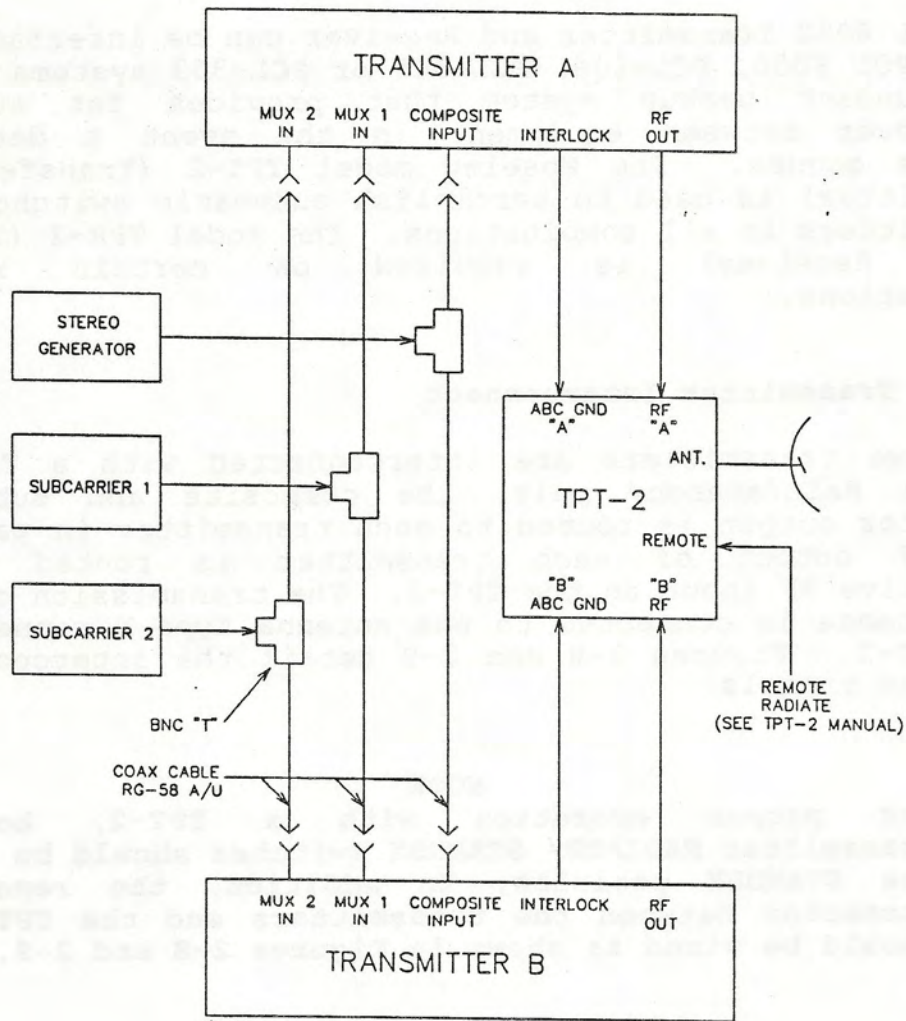 TRANSMITTER A
MUX 2 MUX 1 COMPOSITE RF
IN IN INPUT INTERLOCK OUT
STEREO
GENERATOR
ABC GND RF
"A" "A"
ANT.
SUBCARRIER 1
TPT-2
REMOTE
SUBCARRIER 2
"B" "B"
ABC GND RF
BNC "T"
REMOTE
RADIATE
(SEE TPT-2 MANUAL)
COAX CABLE
RG-58 A/U
MUX 2 MUX 1 COMPOSITE INTERLOCK RF
IN IN INPUT OUT
TRANSMITTER B